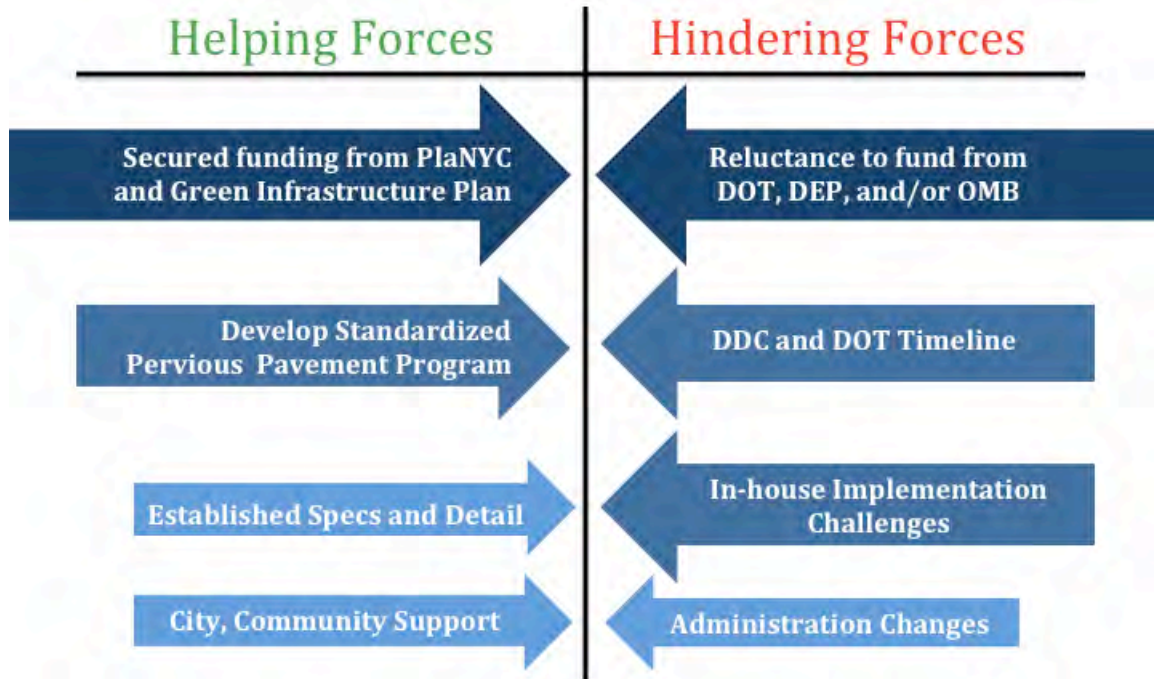 Helping Forces
Hindering Forces
Secured funding from PlaNYC
and Green Infrastructure Plan
Reluctance to fund from
DOT, DEP, and/or OMB
Develop Standardized
Pervious Pavement Program
DDC and DOT Timeline
Established Specs and Detail
In-house Implementation
Challenges
City, Community Support
Administration Changes